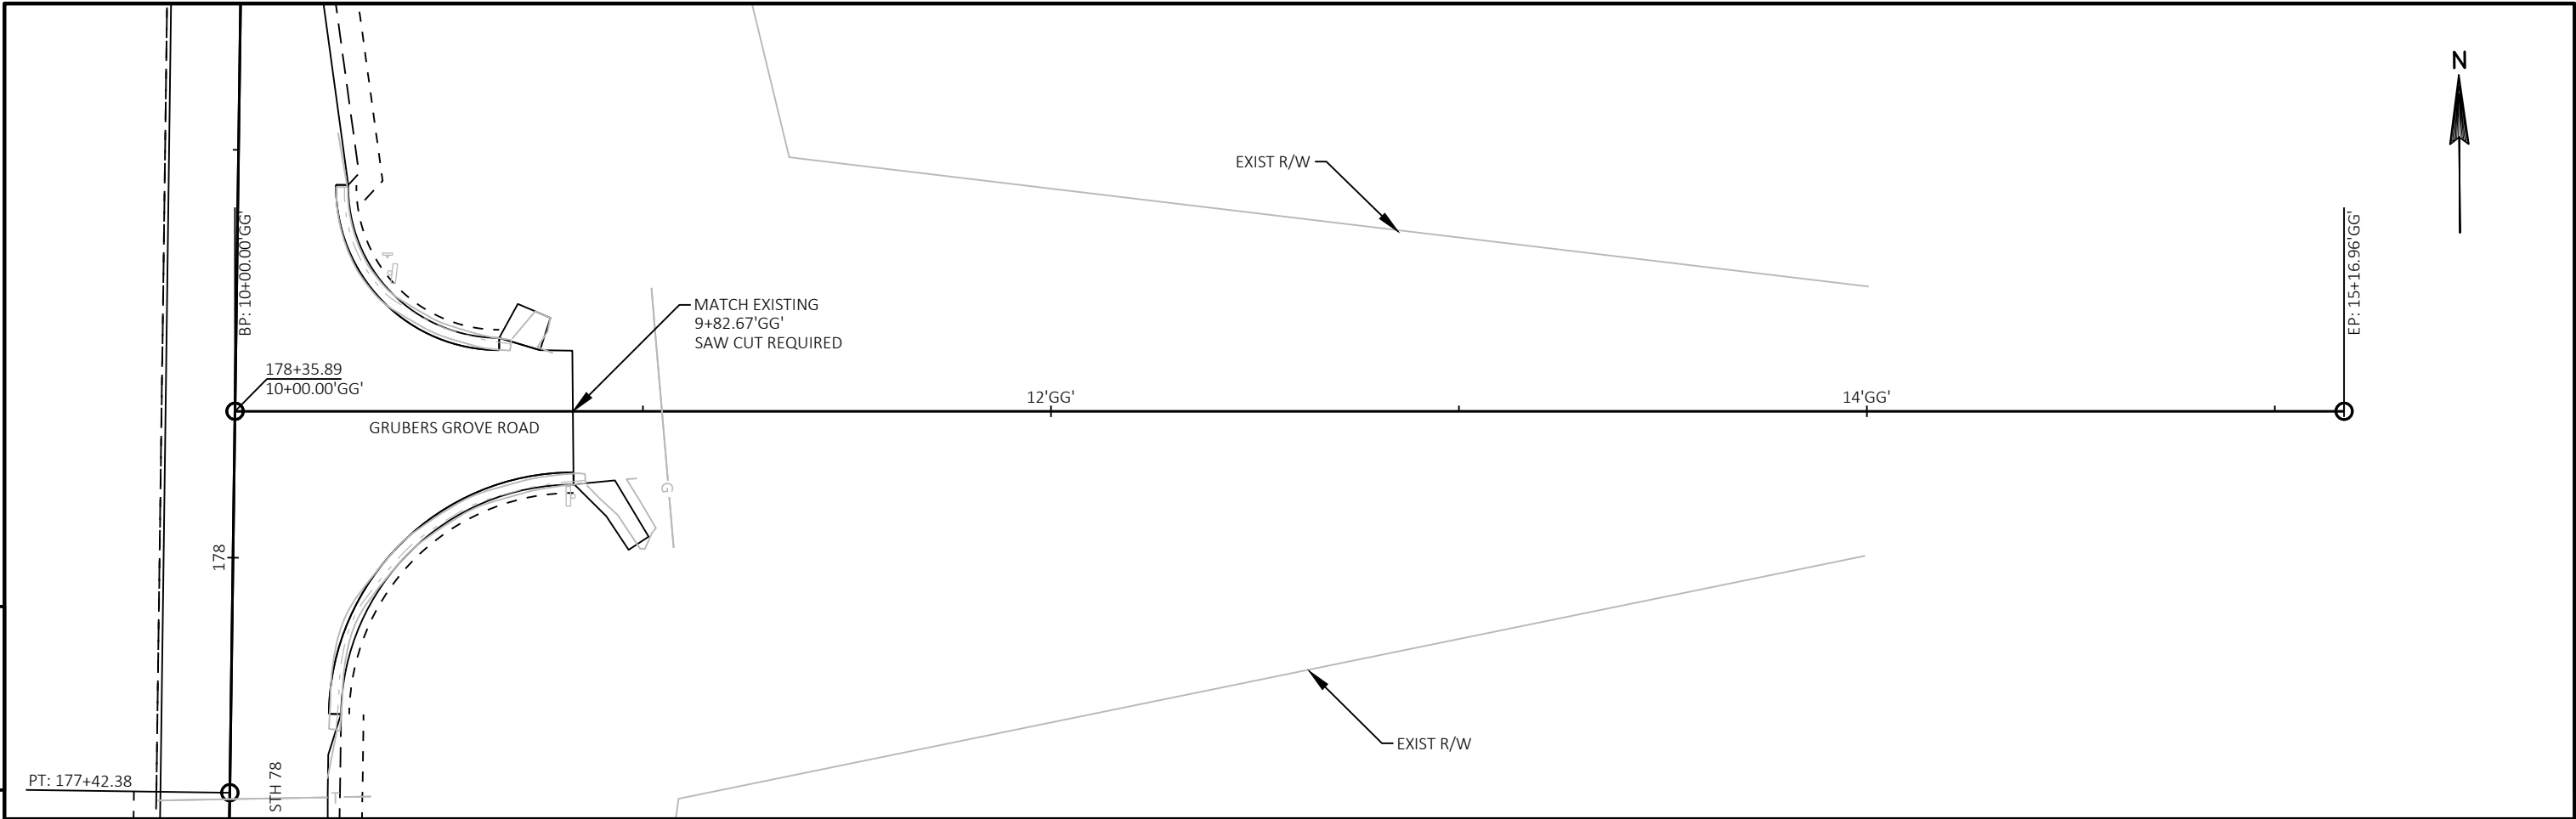 N
EXIST R/W
BP: 10+00.00'GG'
EP: 15+16.96'GG'
MATCH EXISTING
9+82.67'GG'
SAW CUT REQUIRED
178+35.89
10+00.00'GG'
12'GG'
14'GG'
GRUBERS GROVE ROAD
G
178
EXIST R/W
PT: 177+42.38
STH 78
T